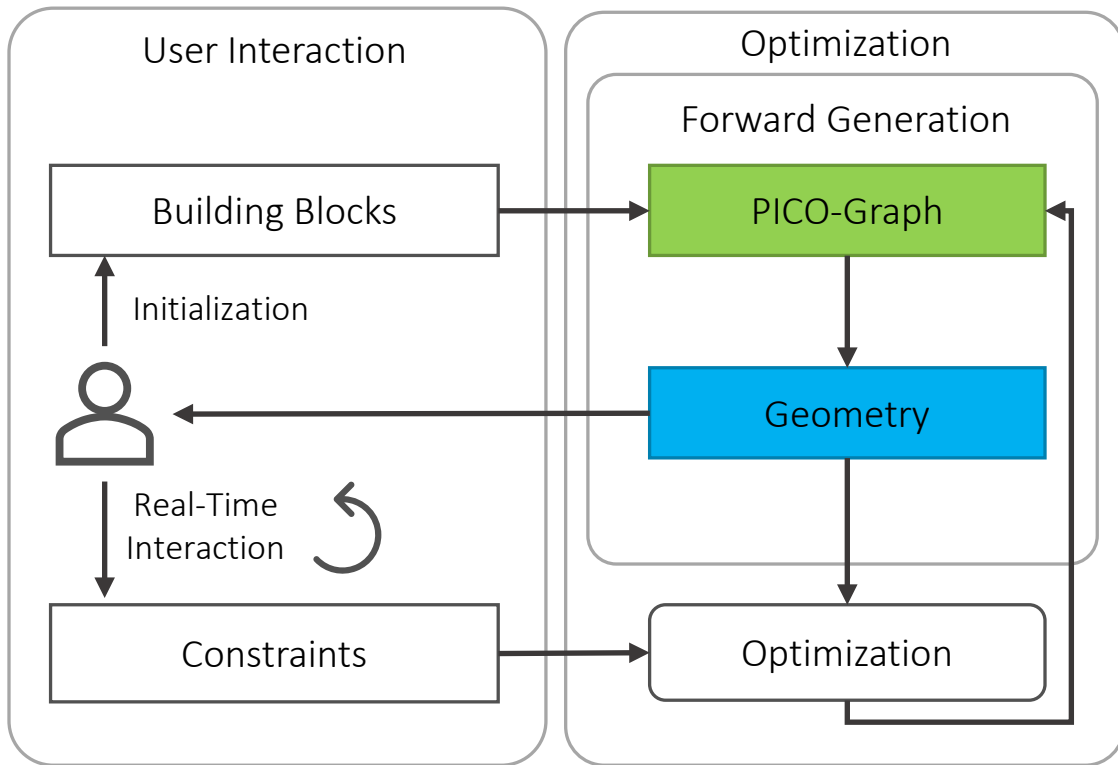 User Interaction
Building Blocks
Initialization
Real-Time
Interaction
Constraints
Optimization
Forward Generation
PICO-Graph
Geometry
Optimization